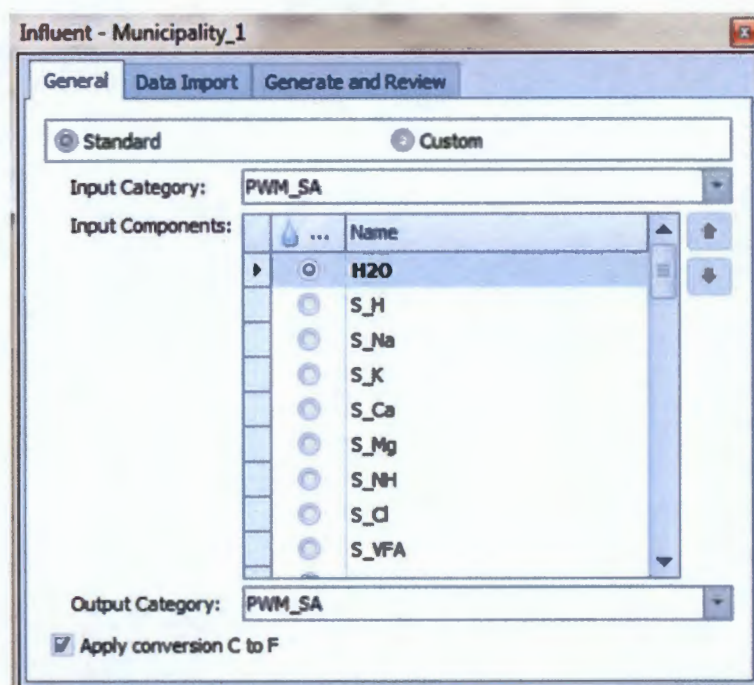 Influent - Municipality_1
General Data Import Generate and Review
Standard Custom
Input Category: PWM_SA
Input Components: ... Name
H2O
S_H
S_Na
S_K
S_Ca
S_Mg
S_NH
S_Cl
S_VFA
Output Category: PWM_SA
Apply conversion C to F